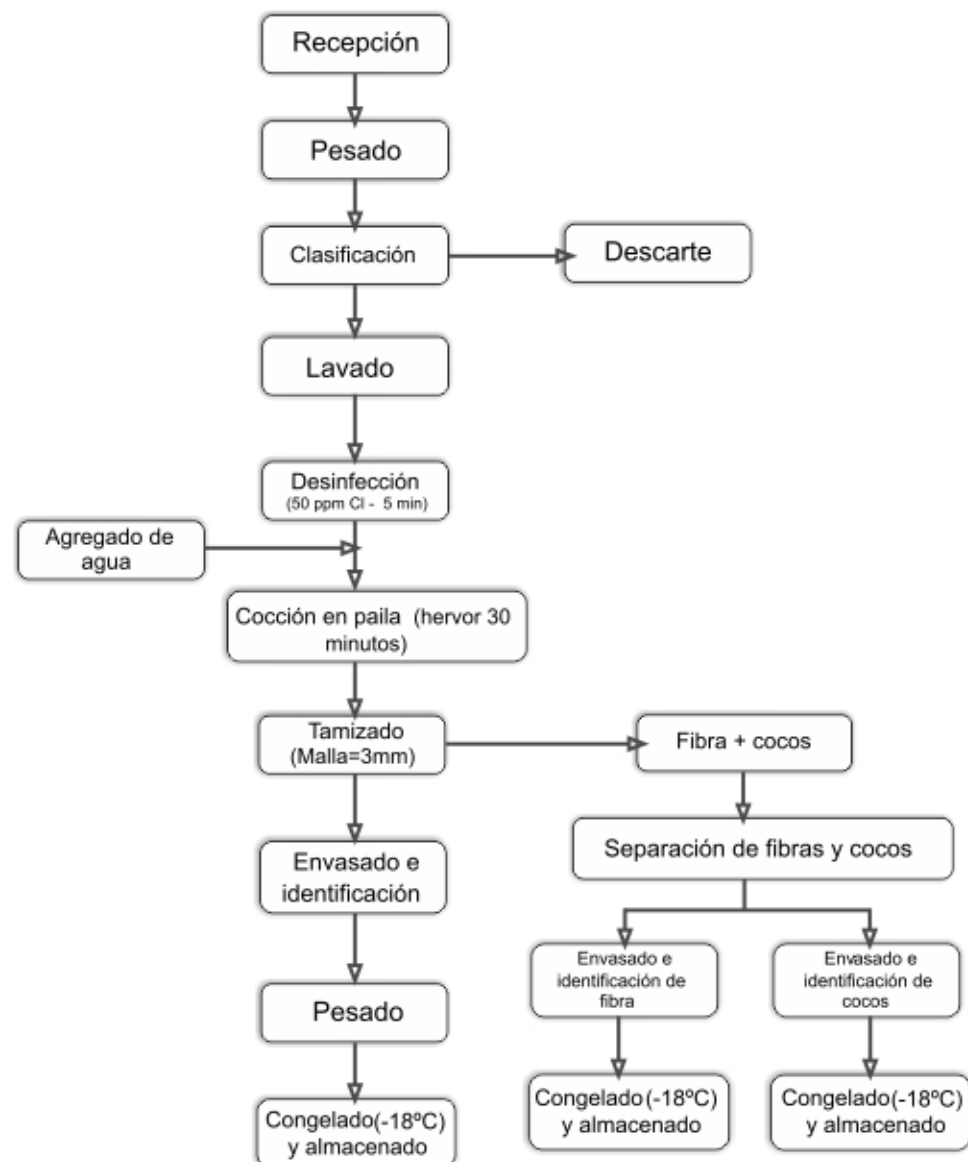 Recepción
Pesado
Clasificación
Descarte
Lavado
Desinfección
(50 ppm Cl - 5 min)
Agregado de
agua
Cocción en paila (hervor 30
minutos)
Tamizado
(Malla=3mm)
Fibra + cocos
Separación de fibras y cocos
Envasado e
identificación
Envasado e
identificación de
fibra
Envasado e
identificación de
cocos
Pesado
Congelado(-18ºC)
y almacenado
Congelado(-18ºC)
y almacenado
Congelado(-18ºC)
y almacenado